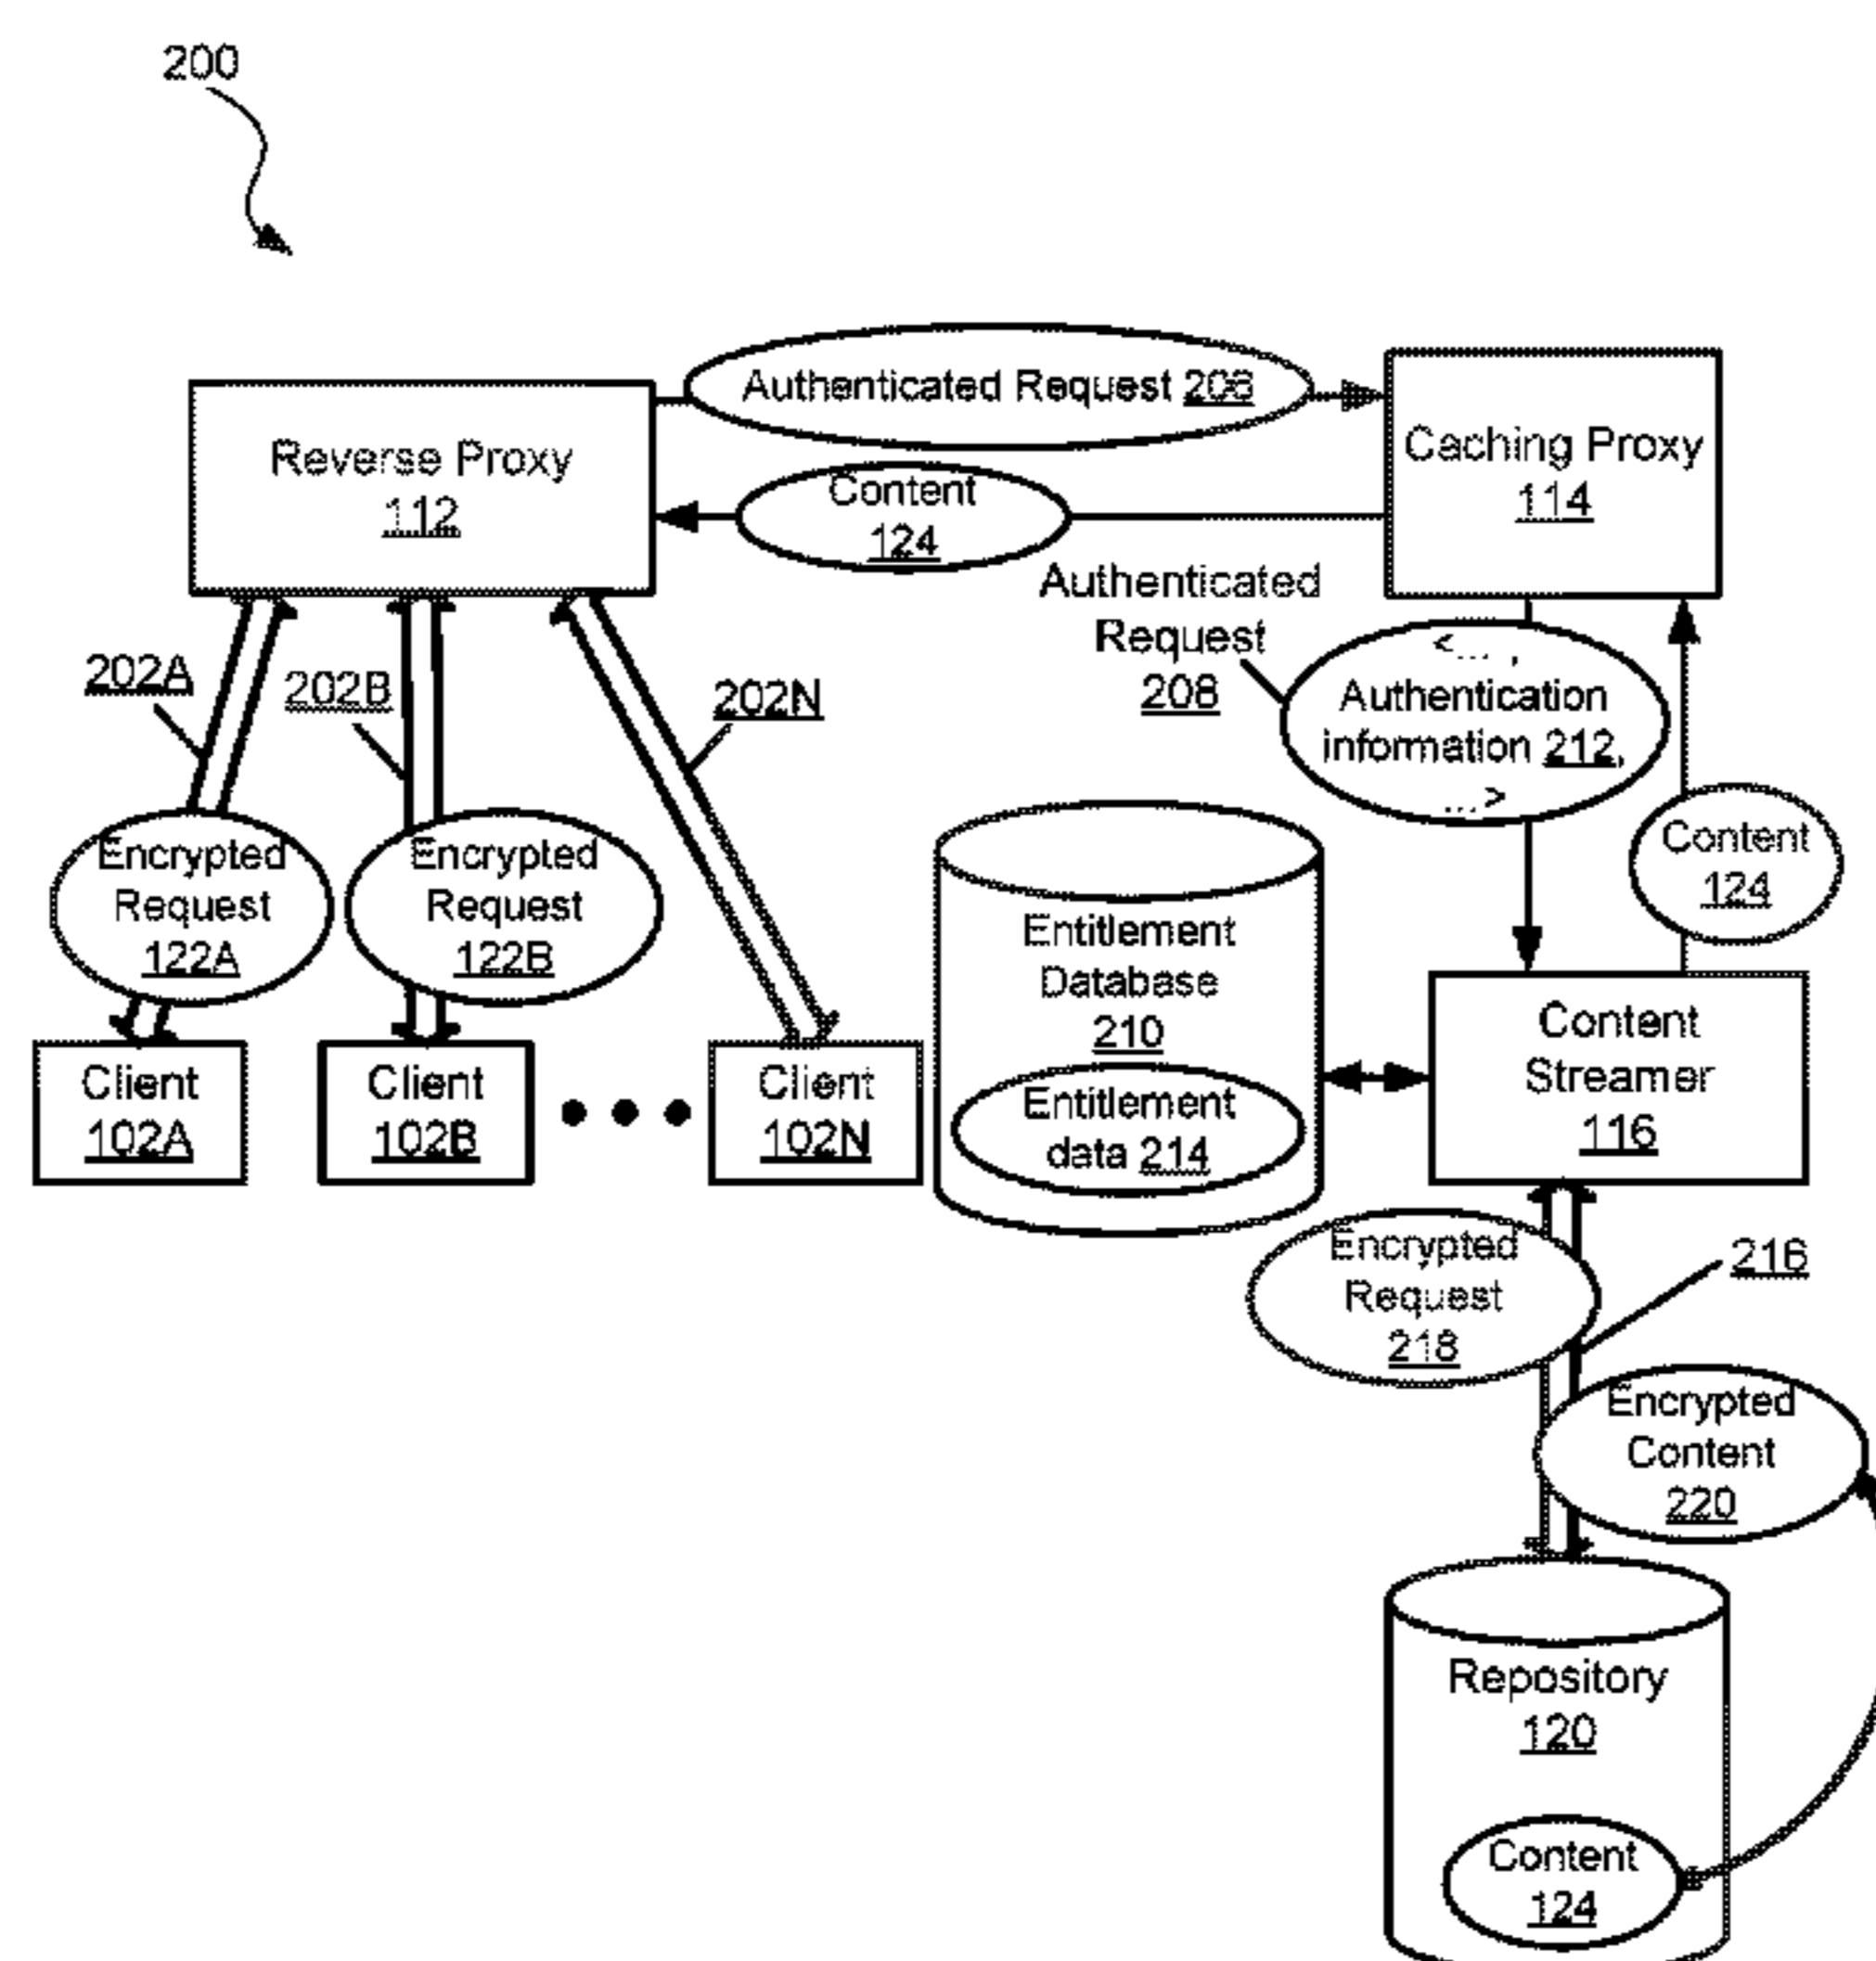 200
Authenticated Request 208
Reverse Proxy
112
Caching Proxy
114
Content
124
Authenticated
Request
208
<... ,
Authentication
information 212,
...>
202A
202B
202N
Content
124
Encrypted
Request
122A
Encrypted
Request
122B
Entitlement
Database
210
Entitlement
data 214
Content
Streamer
116
Client
102A
Client
102B
Client
102N
Encrypted
Request
218
216
Encrypted
Content
220
Repository
120
Content
124